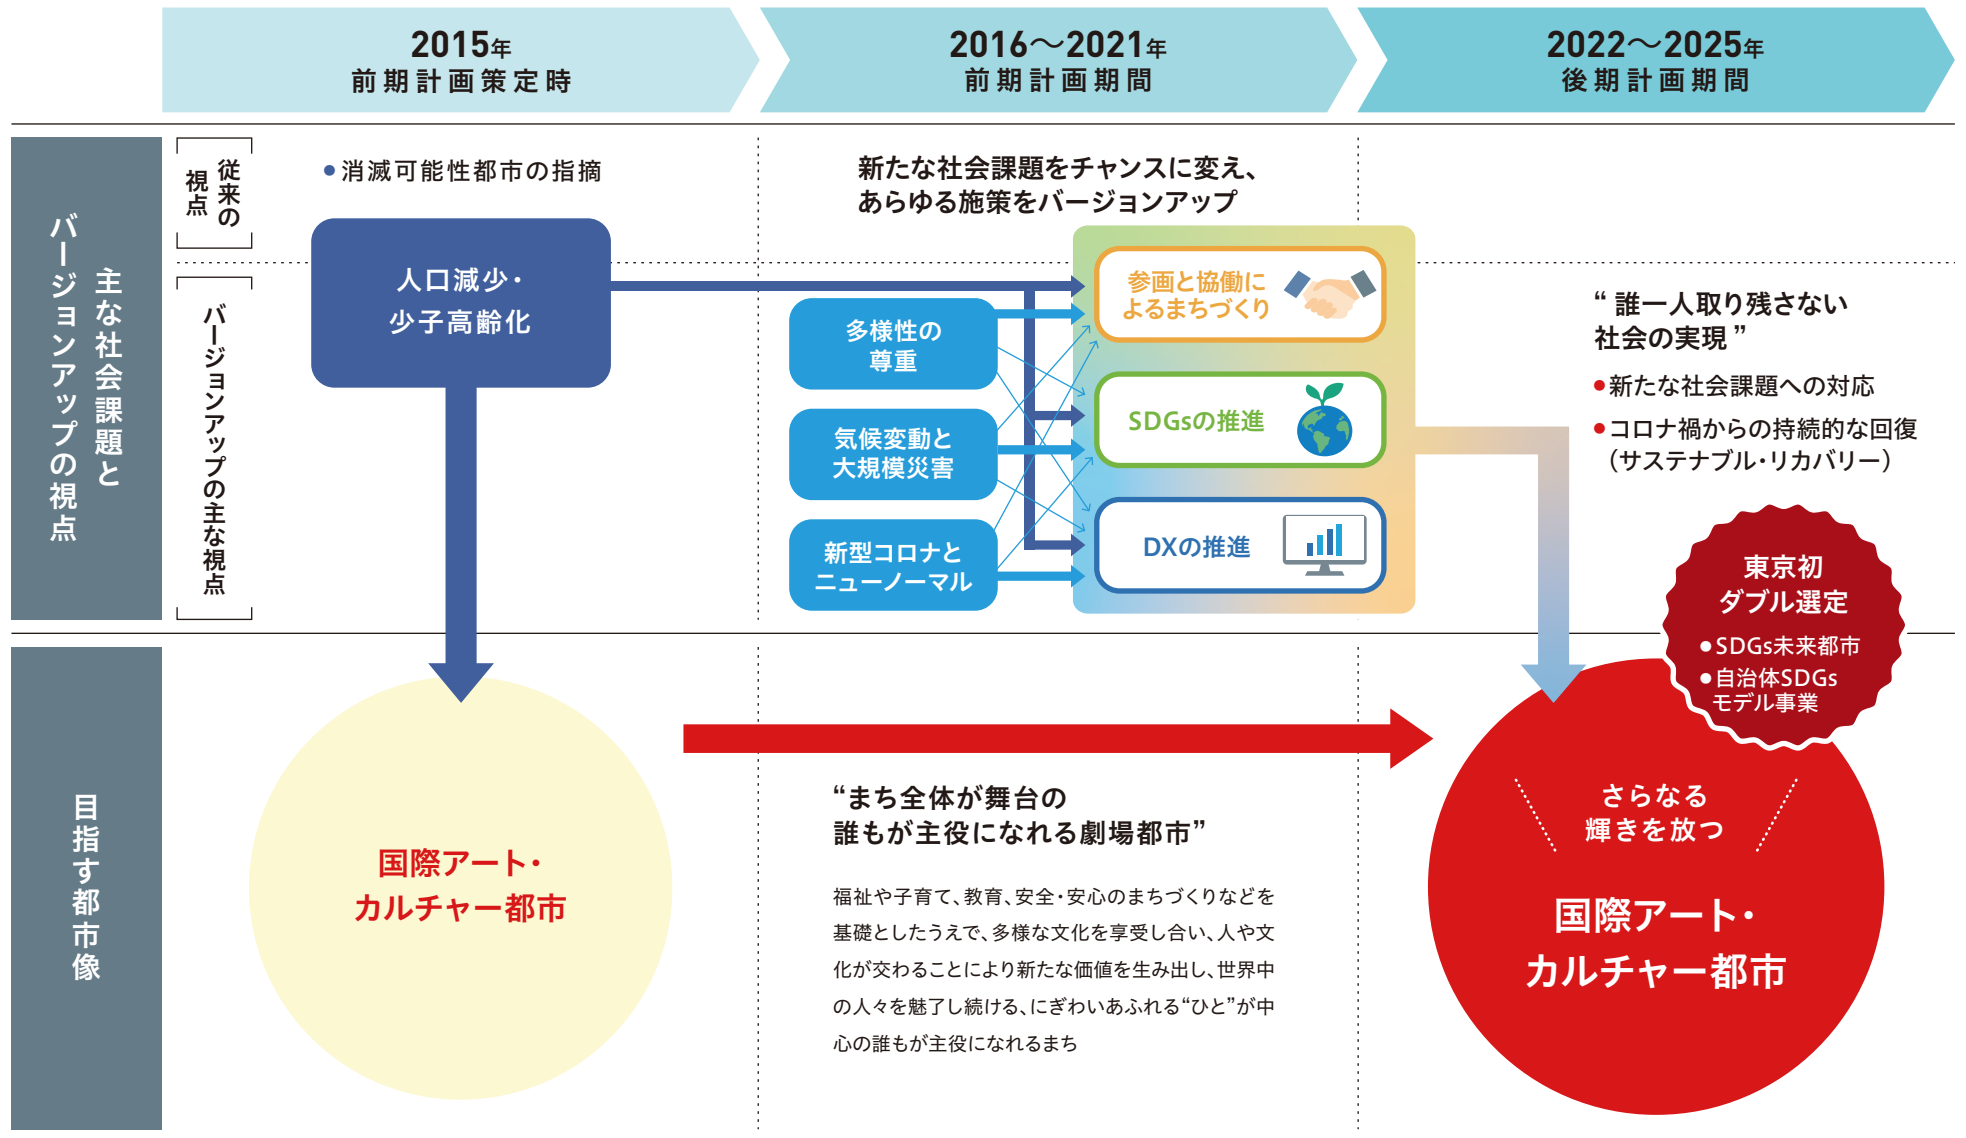 2015年
前期計画策定時
2016～2021年
前期計画期間
2022～2025年
後期計画期間
主な社会課題と
バージョンアップの視点
従来の
視点
バージョンアップの主な視点
●消滅可能性都市の指摘
人口減少・
少子高齢化
新たな社会課題をチャンスに変え、
あらゆる施策をバージョンアップ
多様性の
尊重
気候変動と
大規模災害
新型コロナと
ニューノーマル
参画と協働に
よるまちづくり
SDGsの推進
DXの推進
“誰一人取り残さない
社会の実現”
●新たな社会課題への対応
●コロナ禍からの持続的な回復
（サステナブル・リカバリー）
東京初
ダブル選定
●SDGs未来都市
●自治体SDGs
モデル事業
目指す都市像
国際アート・
カルチャー都市
“まち全体が舞台の
誰もが主役になれる劇場都市”
福祉や子育て、教育、安全・安心のまちづくりなどを
基礎としたうえで、多様な文化を享受し合い、人や文
化が交わることにより新たな価値を生み出し、世界中
の人々を魅了し続ける、にぎわいあふれる“ひと”が中
心の誰もが主役になれるまち
さらなる
輝きを放つ
国際アート・
カルチャー都市